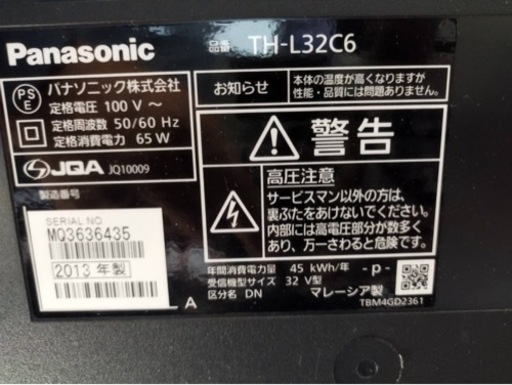 Panasonic 品番 TH-L32C6
PSE パナソニック株式会社
定格電圧 100 V ～
定格周波数 50/60 Hz
定格消費電力 65 W
JQA JQ10009
製造番号
SERIAL NO
MQ3636435
2013 年製
お知らせ
本体の温度が高くなりますが
性能・品質には問題ありません。
警告
高圧注意
サービスマン以外の方は、
裏ぶたをあけないでください。
内部には高電圧部分が数多く
あり、万一さわると危険です。
A
年間消費電力量 45 kWh/年 -p-
受信機型サイズ 32 V型
区分名 DN マレーシア製
TBM4GD2361